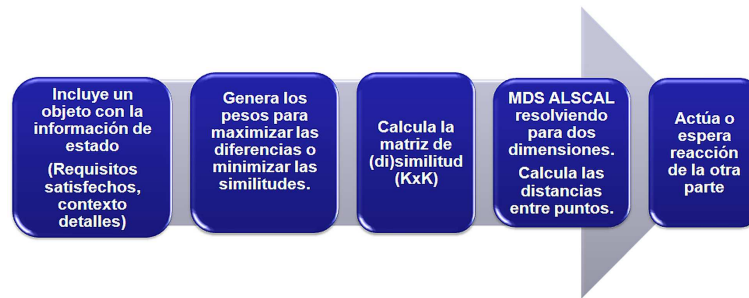 Incluye un
objeto con la
información de
estado
(Requisitos
satisfechos,
contexto
detalles)
Genera los
pesos para
maximizar las
diferencias o
minimizar las
similitudes.
Calcula la
matriz de
(di)similitud
(KxK)
MDS ALSCAL
resolviendo
para dos
dimensiones.
Calcula las
distancias
entre puntos.
Actúa o
espera
reacción
de la otra
parte